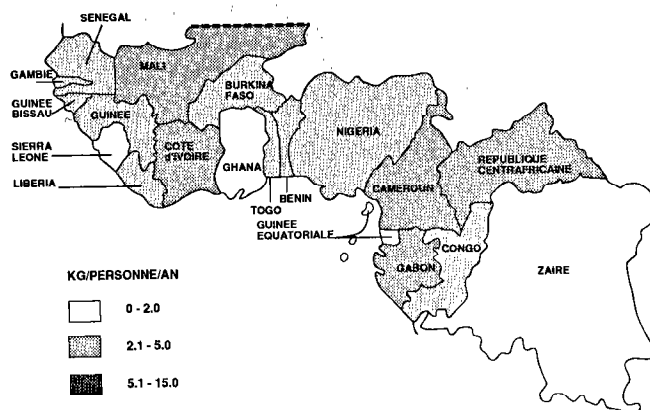 SENEGAL
GAMBIE
GUINEE
BISSAU
SIERRA
LEONE
LIBERIA
MALI
GUINEE
BURKINA
FASO
COTE
d'IVOIRE
GHANA
TOGO
BENIN
NIGERIA
GUINEE
EQUATORIALE
CAMEROUN
REPUBLIQUE
CENTRAFRICAINE
GABON
CONGO
ZAIRE
KG/PERSONNE/AN
0 - 2.0
2.1 - 5.0
5.1 - 15.0